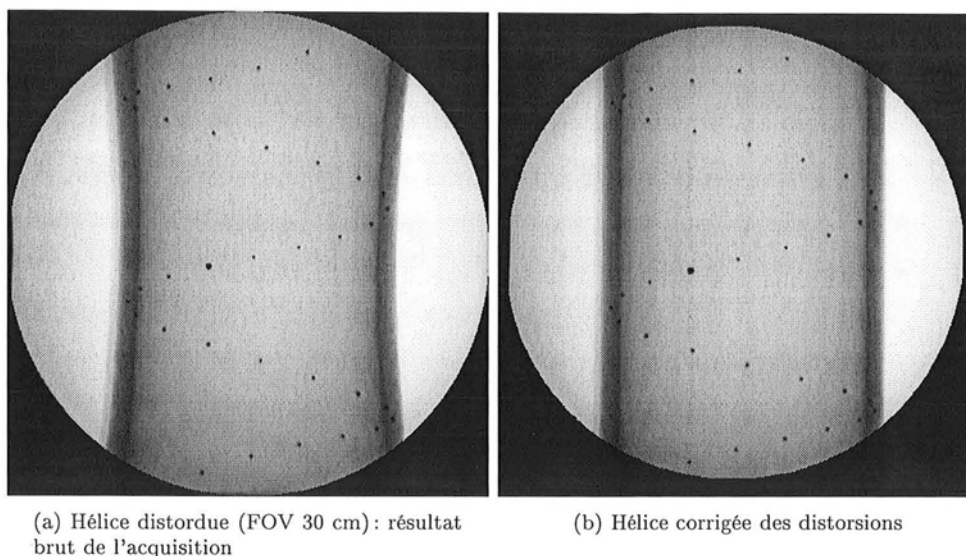 (a) Hélice distordue (FOV 30 cm) : résultat
brut de l'acquisition
(b) Hélice corrigée des distorsions